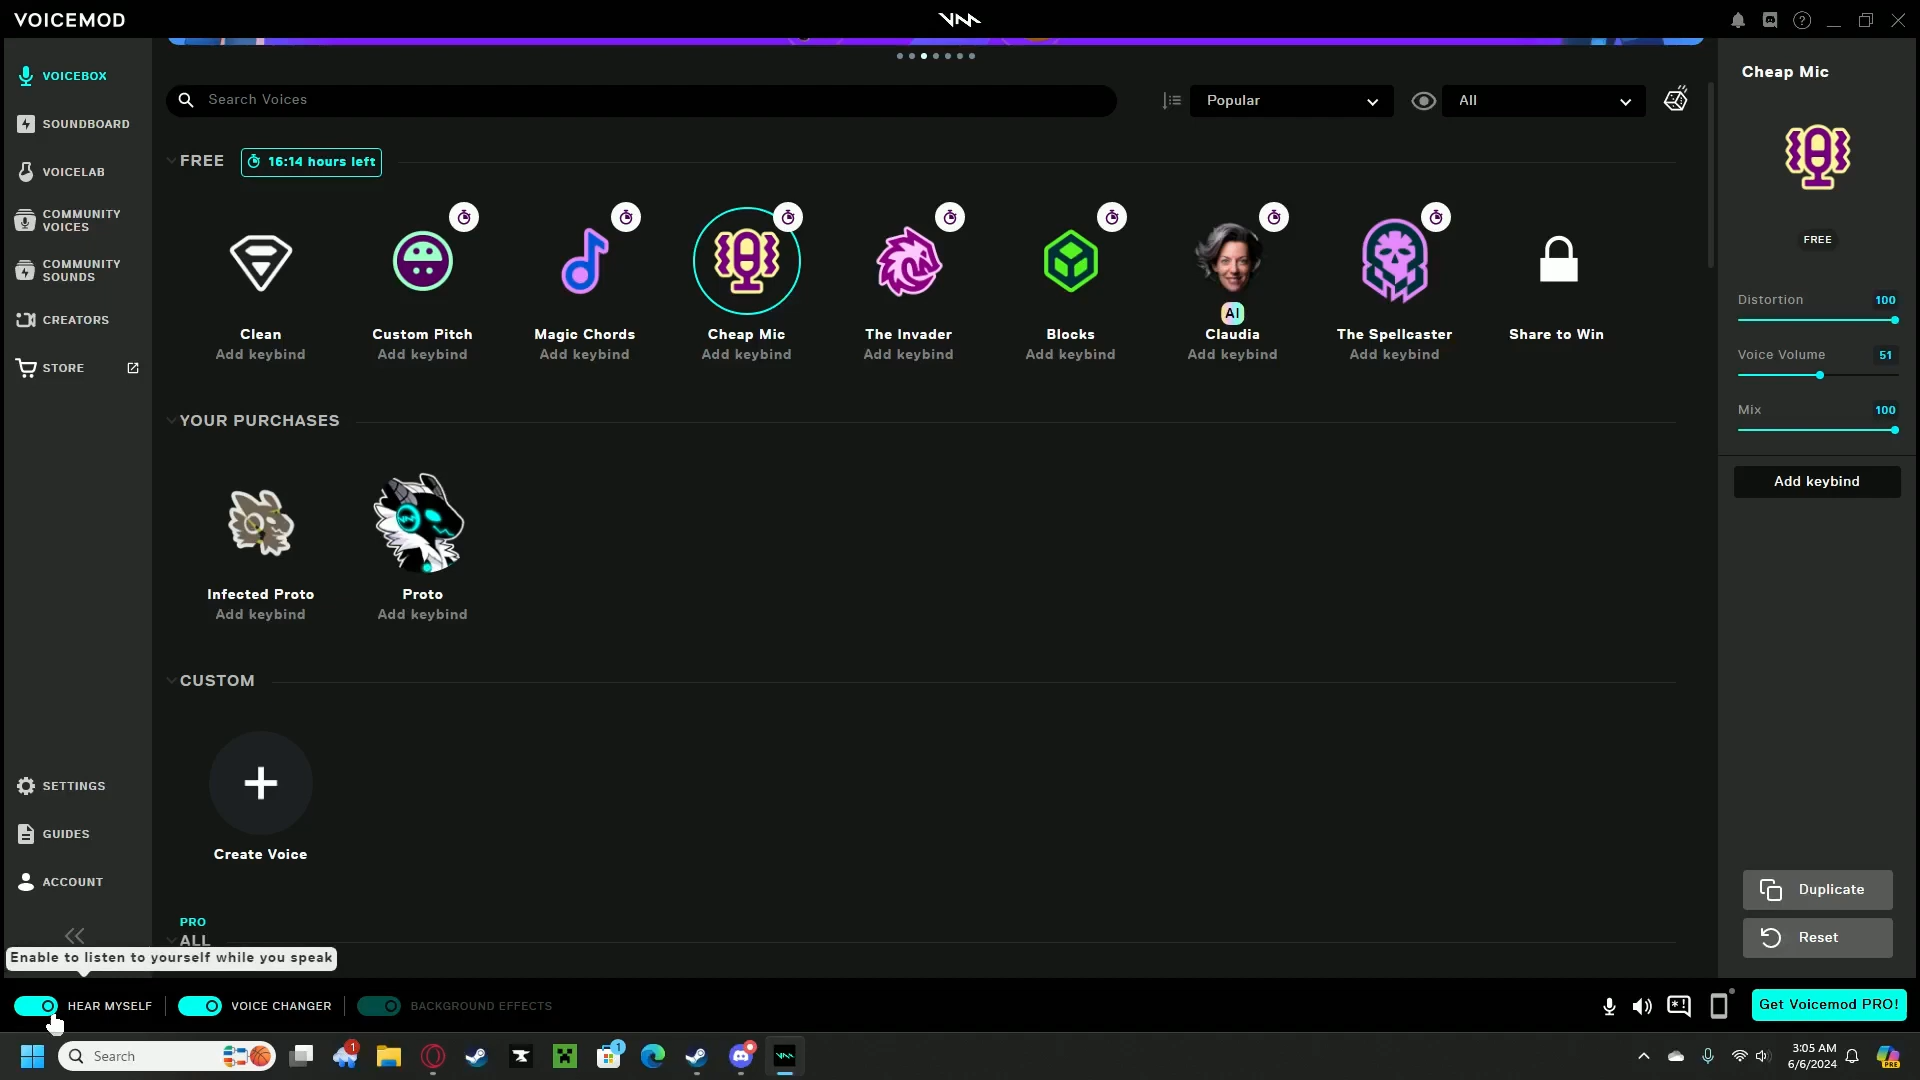 VOICEMOD
VOICEBOX
SOUNDBOARD
VOICELAB
COMMUNITY
VOICES
COMMUNITY
SOUNDS
CREATORS
STORE
SETTINGS
GUIDES
ACCOUNT
Search Voices
Popular
All
FREE
16:14 hours left
Clean
Add keybind
Custom Pitch
Add keybind
Magic Chords
Add keybind
Cheap Mic
Add keybind
The Invader
Add keybind
Blocks
Add keybind
AI
Claudia
Add keybind
The Spellcaster
Add keybind
Share to Win
YOUR PURCHASES
Infected Proto
Add keybind
Proto
Add keybind
CUSTOM
Create Voice
PRO
ALL
Cheap Mic
FREE
Distortion 100
Voice Volume 51
Mix 100
Add keybind
Duplicate
Reset
Enable to listen to yourself while you speak
HEAR MYSELF
VOICE CHANGER
BACKGROUND EFFECTS
Get Voicemod PRO!
Search
1
1
3:05 AM
6/6/2024
PRE